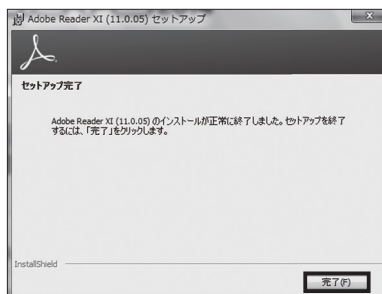 Adobe Reader XI (11.0.05) セットアップ
セットアップ完了
Adobe Reader XI (11.0.05) のインストールが正常に終了しました。セットアップを終了
するには、「完了」をクリックします。
InstallShield
完了(F)